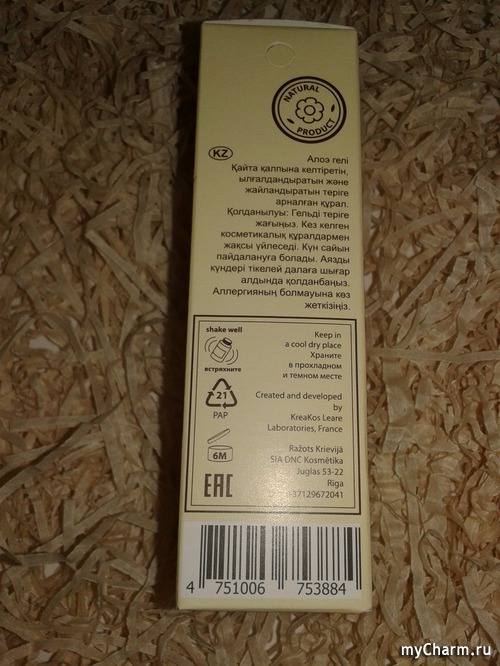 NATURAL
PRODUCT
KZ
Алоэ гелі
Қайта қалпына келтіретін,
ылғалдандыратын және
жайландыратын теріге
арналған құрал.
Қолданылуы: Гельді теріге
жағыңыз. Кез келген
косметикалық құралдармен
жақсы үйлеседі. Күн сайын
пайдалануға болады. Аязды
күндері тікелей далаға шығар
алдында қолданбаңыз.
Аллергияның болмауына көз
жеткізіңіз.
shake well
встряхните
21
PAP
6M
EAC
Keep in
a cool dry place
Храните
в прохладном
и темном месте
Created and developed
by
KreaKos Leare
Laboratories, France
Ražots Krievijā
SIA DNC Kosmētika
Juglas 53-22
Rīga
37129672041
4 751006 753884
myCharm.ru